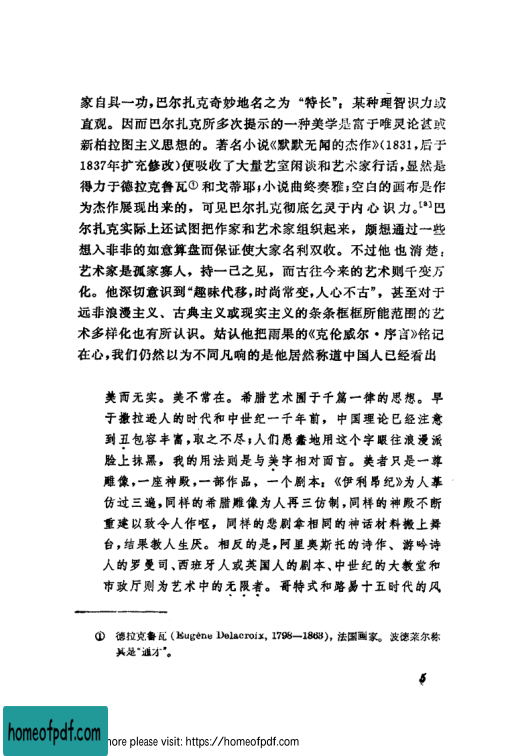 家自具一功，巴尔扎克奇妙地名之为“特长”；某种理智识力或
直观。因而巴尔扎克所多次提示的一种美学是富于唯灵论甚或
新柏拉图主义思想的。著名小说《默默无闻的杰作》(1831，后于
1837年扩充修改)便吸收了大量艺室闲谈和艺术家行话，显然是
得力于德拉克鲁瓦①和戈蒂耶；小说曲终奏雅：空白的画布是作
为杰作展现出来的，可见巴尔扎克彻底乞灵于内心识力。[3]巴
尔扎克实际上还试图把作家和艺术家组织起来，颇想通过一些
想入非非的如意算盘而保证使大家名利双收。不过他也清楚：
艺术家是孤家寡人，持一己之见，而古往今来的艺术则千变万
化。他深切意识到“趣味代移，时尚常变，人心不古”，甚至对于
远非浪漫主义、古典主义或现实主义的条条框框所能范围的艺
术多样化也有所认识。姑认他把雨果的《克伦威尔·序言》铭记
在心，我们仍然以为不同凡响的是他居然称道中国人已经看出
美而无实。美不常在。希腊艺术囿于千篇一律的思想。早
于撒拉逊人的时代和中世纪一千年前，中国理论已经注意
到丑包容丰富，取之不尽；人们愚蠢地用这个字眼往浪漫派
脸上抹黑，我的用法则是与美字相对而言。美者只是一尊
雕像，一座神殿，一部作品，一个剧本：《伊利昂纪》为人摹
仿过三遍，同样的希腊雕像为人再三仿制，同样的神殿不断
重建以致令人作呕，同样的悲剧拿相同的神话材料搬上舞
台，结果教人生厌。相反的是，阿里奥斯托的诗作、游吟诗
人的罗曼司、西班牙人或英国人的剧本、中世纪的大教堂和
市政厅则为艺术中的无限者。哥特式和路易十五时代的风
① 德拉克鲁瓦(Eugène Delacroix, 1798—1863)，法国画家。波德莱尔称
其是“通才”。
5
homeofpdf.com
more please visit: https://homeofpdf.com